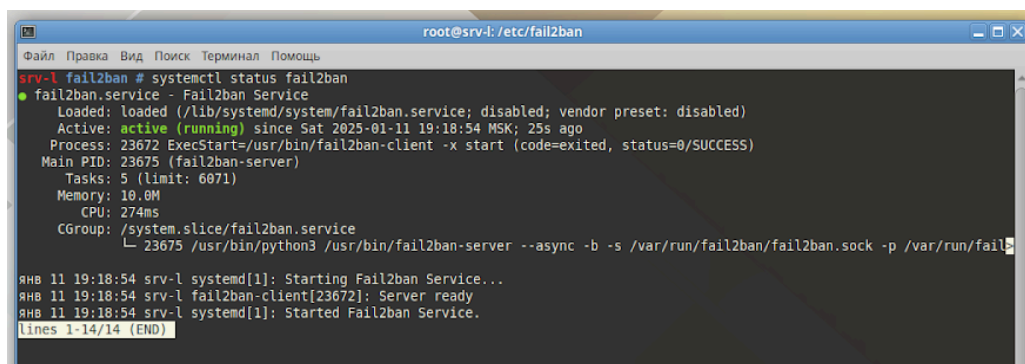 root@srv-l: /etc/fail2ban
Файл Правка Вид Поиск Терминал Помощь
srv-l fail2ban # systemctl status fail2ban
● fail2ban.service - Fail2ban Service
Loaded: loaded (/lib/systemd/system/fail2ban.service; disabled; vendor preset: disabled)
Active: active (running) since Sat 2025-01-11 19:18:54 MSK; 25s ago
Process: 23672 ExecStart=/usr/bin/fail2ban-client -x start (code=exited, status=0/SUCCESS)
Main PID: 23675 (fail2ban-server)
Tasks: 5 (limit: 6071)
Memory: 10.0M
CPU: 274ms
CGroup: /system.slice/fail2ban.service
└─ 23675 /usr/bin/python3 /usr/bin/fail2ban-server --async -b -s /var/run/fail2ban/fail2ban.sock -p /var/run/fail>
янв 11 19:18:54 srv-l systemd[1]: Starting Fail2ban Service...
янв 11 19:18:54 srv-l fail2ban-client[23672]: Server ready
янв 11 19:18:54 srv-l systemd[1]: Started Fail2ban Service.
lines 1-14/14 (END)